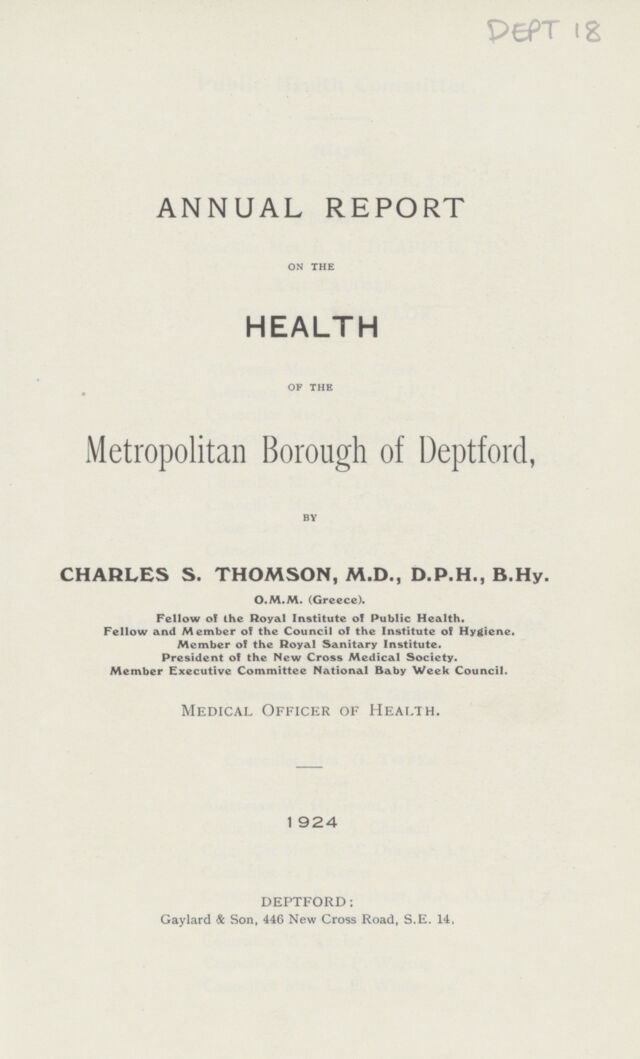 DEPT 18
ANNUAL REPORT
ON THE
HEALTH
OF THE
Metropolitan Borough of Deptford,
BY
CHARLES S. THOMSON, M.D., D.P.H., B.Hy.
O.M.M. (Greece).
Fellow of the Royal Institute of Public Health.
Fellow and Member of the Council of the Institute of Hygiene.
Member of the Royal Sanitary Institute.
President of the New Cross Medical Society.
Member Executive Committee National Baby Week Council.
MEDICAL OFFICER OF HEALTH.
1924
DEPTFORD:
Gaylard & Son, 446 New Cross Road, S.E. 14.